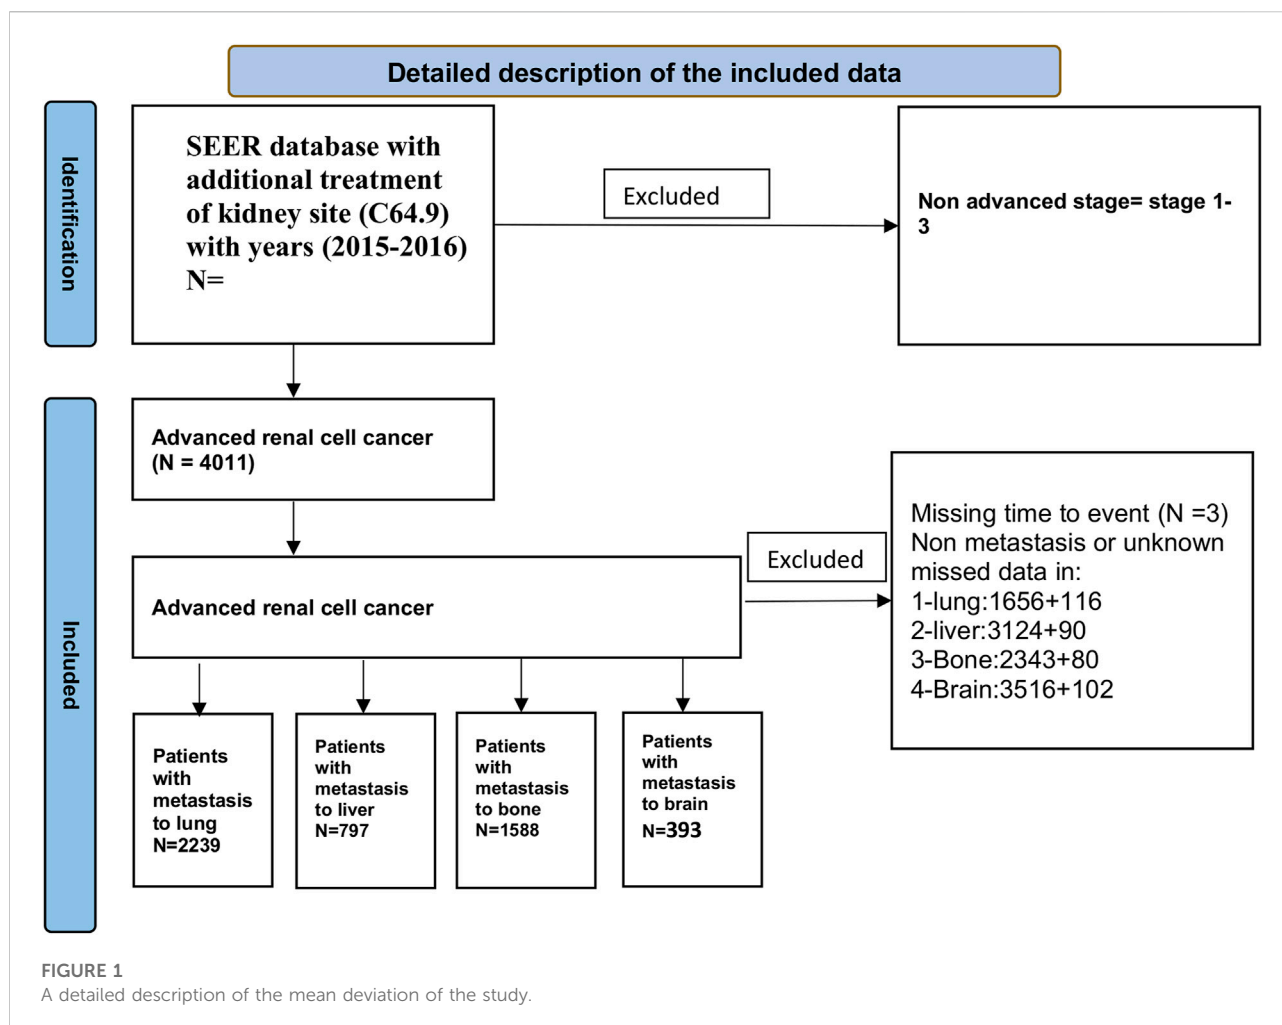 Detailed description of the included data
Identification
SEER database with
additional treatment
of kidney site (C64.9)
with years (2015-2016)
N=
Excluded
Non advanced stage= stage 1-
3
Included
Advanced renal cell cancer
(N = 4011)
Advanced renal cell cancer
Excluded
Missing time to event (N =3)
Non metastasis or unknown
missed data in:
1-lung:1656+116
2-liver:3124+90
3-Bone:2343+80
4-Brain:3516+102
Patients
with
metastasis
to lung
N=2239
Patients
with
metastasis
to liver
N=797
Patients
with
metastasis
to bone
N=1588
Patients
with
metastasis
to brain
N=393
FIGURE 1
A detailed description of the mean deviation of the study.